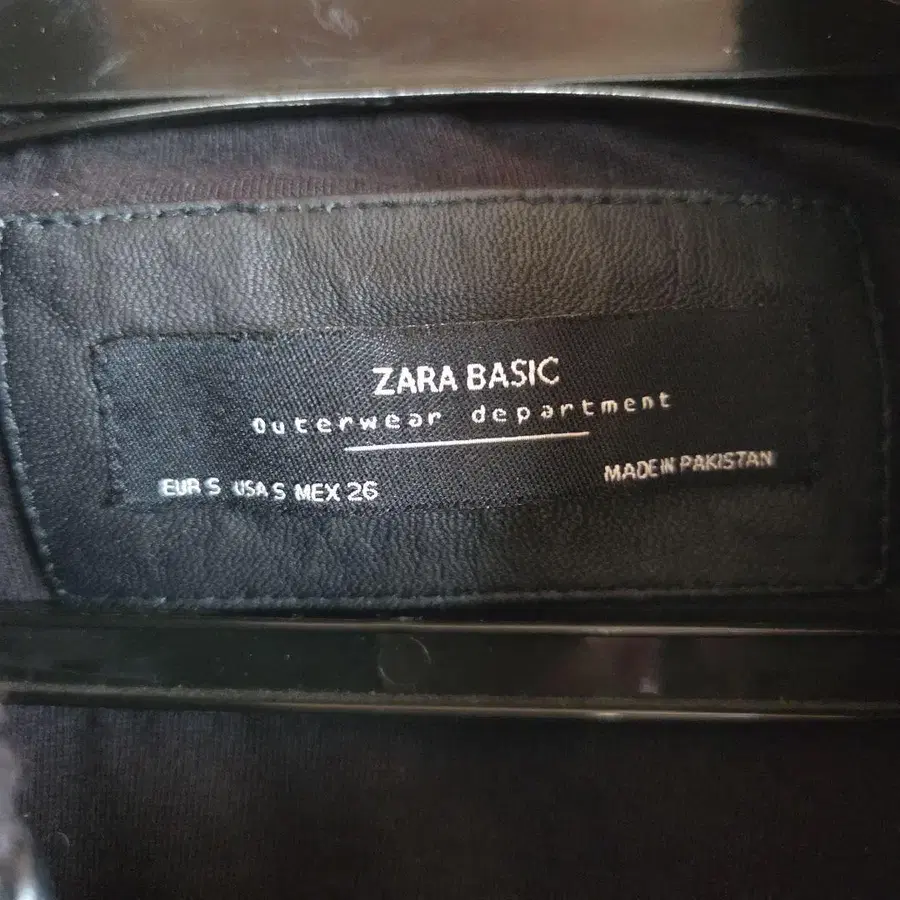 ZARA BASIC
outerwear department
EUR S USA S MEX 26
MADE IN PAKISTAN